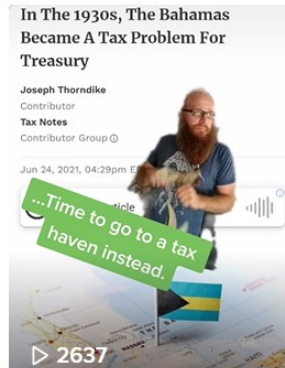 In The 1930s, The Bahamas
Became A Tax Problem For
Treasury
Joseph Thorndike
Contributor
Tax Notes
Contributor Group
Jun 24, 2021, 04:29pm
...Time to go to a tax
haven instead.
2637
HAITI